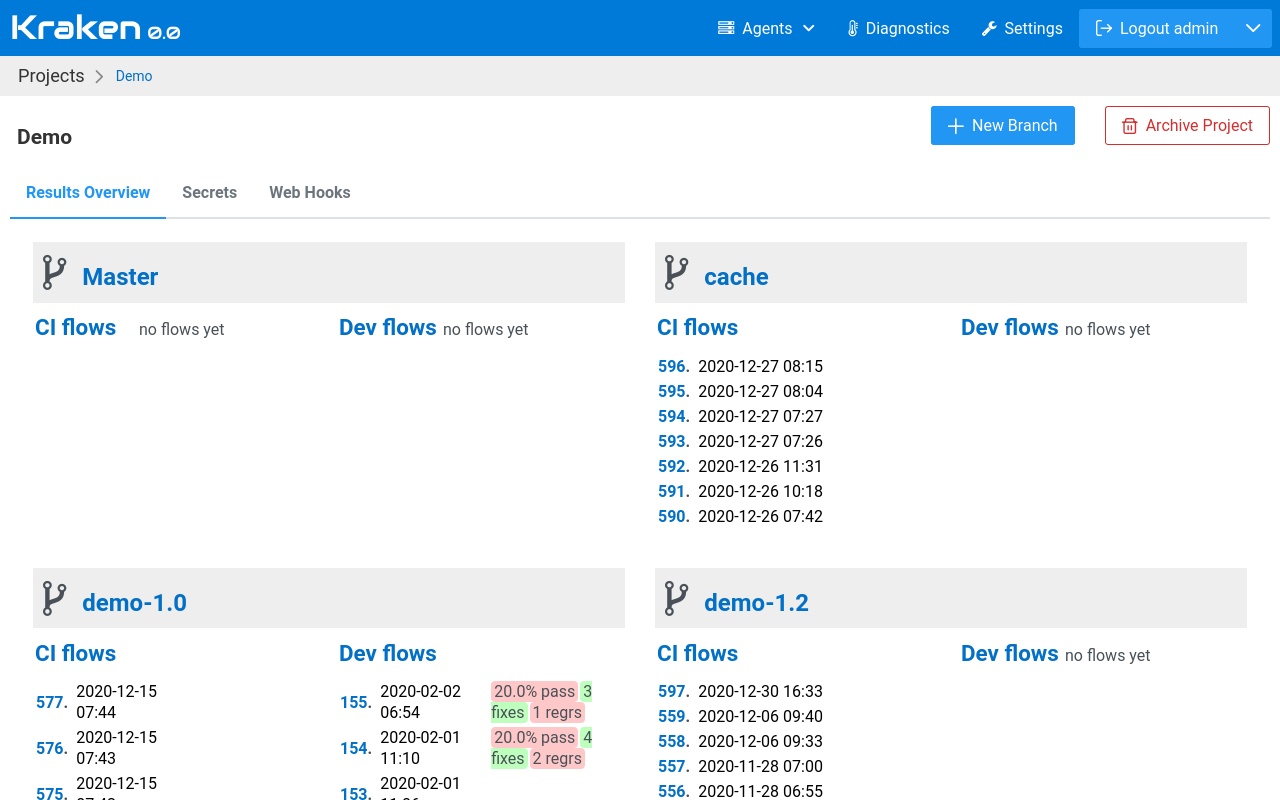 Kraken 0.0
Agents
Diagnostics
Settings
Logout admin
Projects
Demo
Demo
New Branch
Archive Project
Results Overview
Secrets
Web Hooks
Master
CI flows no flows yet
Dev flows no flows yet
cache
CI flows
596. 2020-12-27 08:15
595. 2020-12-27 08:04
594. 2020-12-27 07:27
593. 2020-12-27 07:26
592. 2020-12-26 11:31
591. 2020-12-26 10:18
590. 2020-12-26 07:42
Dev flows no flows yet
demo-1.0
CI flows
577. 2020-12-15
07:44
576. 2020-12-15
07:43
575. 2020-12-15
Dev flows
155. 2020-02-02
06:54
20.0% pass 3
fixes 1 regrs
154. 2020-02-01
11:10
20.0% pass 4
fixes 2 regrs
153. 2020-02-01
demo-1.2
CI flows
597. 2020-12-30 16:33
559. 2020-12-06 09:40
558. 2020-12-06 09:33
557. 2020-11-28 07:00
556. 2020-11-28 06:55
Dev flows no flows yet